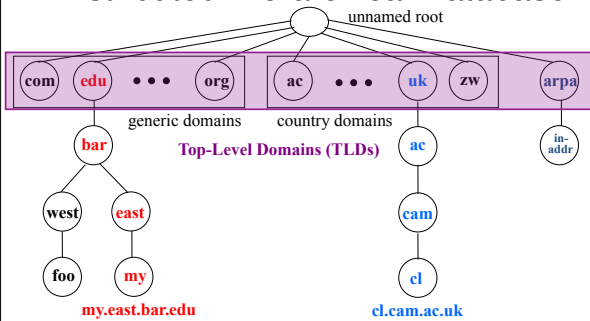 unnamed root
com edu • • • org ac • • • uk zw arpa
generic domains country domains
bar Top-Level Domains (TLDs) ac in-
addr
west east cam
foo my cl
my.east.bar.edu cl.cam.ac.uk